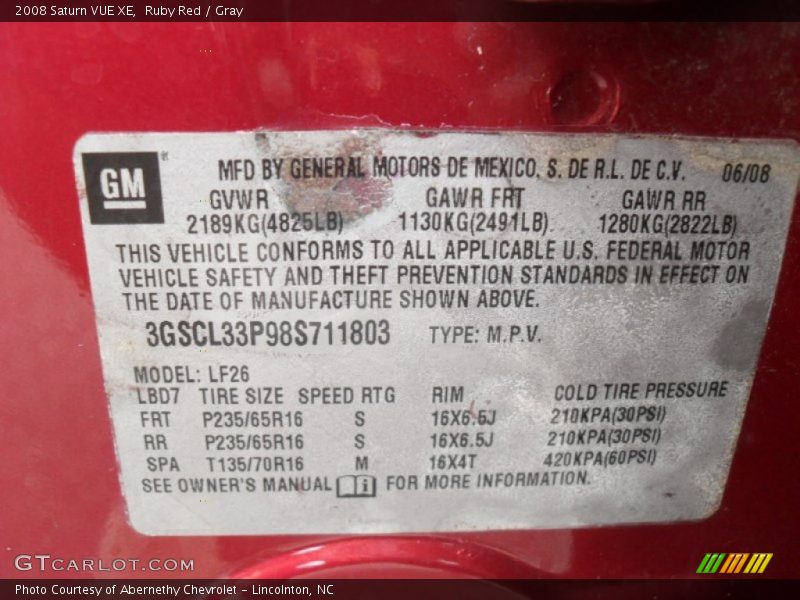 2008 Saturn VUE XE, Ruby Red / Gray
GM
MFD BY GENERAL MOTORS DE MEXICO, S. DE R.L. DE C.V. 06/08
GVWR GAWR FRT GAWR RR
2189KG(4825LB) 1130KG(2491LB) 1280KG(2822LB)
THIS VEHICLE CONFORMS TO ALL APPLICABLE U.S. FEDERAL MOTOR
VEHICLE SAFETY AND THEFT PREVENTION STANDARDS IN EFFECT ON
THE DATE OF MANUFACTURE SHOWN ABOVE.
3GSCL33P98S711803 TYPE: M.P.V.
MODEL: LF26
LBD7 TIRE SIZE SPEED RTG RIM COLD TIRE PRESSURE
FRT P235/65R16 S 16X6.5J 210KPA(30PSI)
RR P235/65R16 S 16X6.5J 210KPA(30PSI)
SPA T135/70R16 M 16X4T 420KPA(60PSI)
SEE OWNER'S MANUAL i FOR MORE INFORMATION.
GTCARLOT.COM
Photo Courtesy of Abernethy Chevrolet – Lincolnton, NC